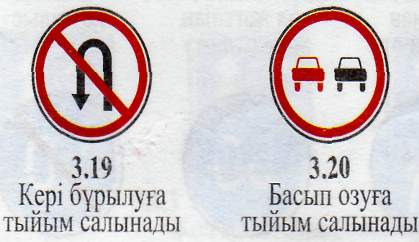 3.19
Кері бұрылуға
тыйым салынады
3.20
Басып озуға
тыйым салынады